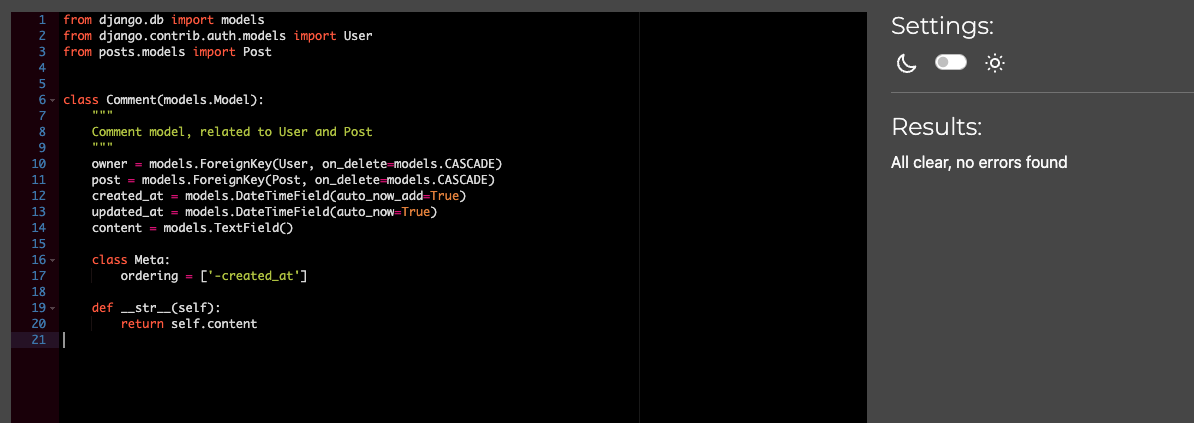 1 from django.db import models
2 from django.contrib.auth.models import User
3 from posts.models import Post
4
5
6 class Comment(models.Model):
7     """
8     Comment model, related to User and Post
9     """
10     owner = models.ForeignKey(User, on_delete=models.CASCADE)
11     post = models.ForeignKey(Post, on_delete=models.CASCADE)
12     created_at = models.DateTimeField(auto_now_add=True)
13     updated_at = models.DateTimeField(auto_now=True)
14     content = models.TextField()
15
16     class Meta:
17         ordering = ['-created_at']
18
19     def __str__(self):
20         return self.content
21
Settings:
Results:
All clear, no errors found